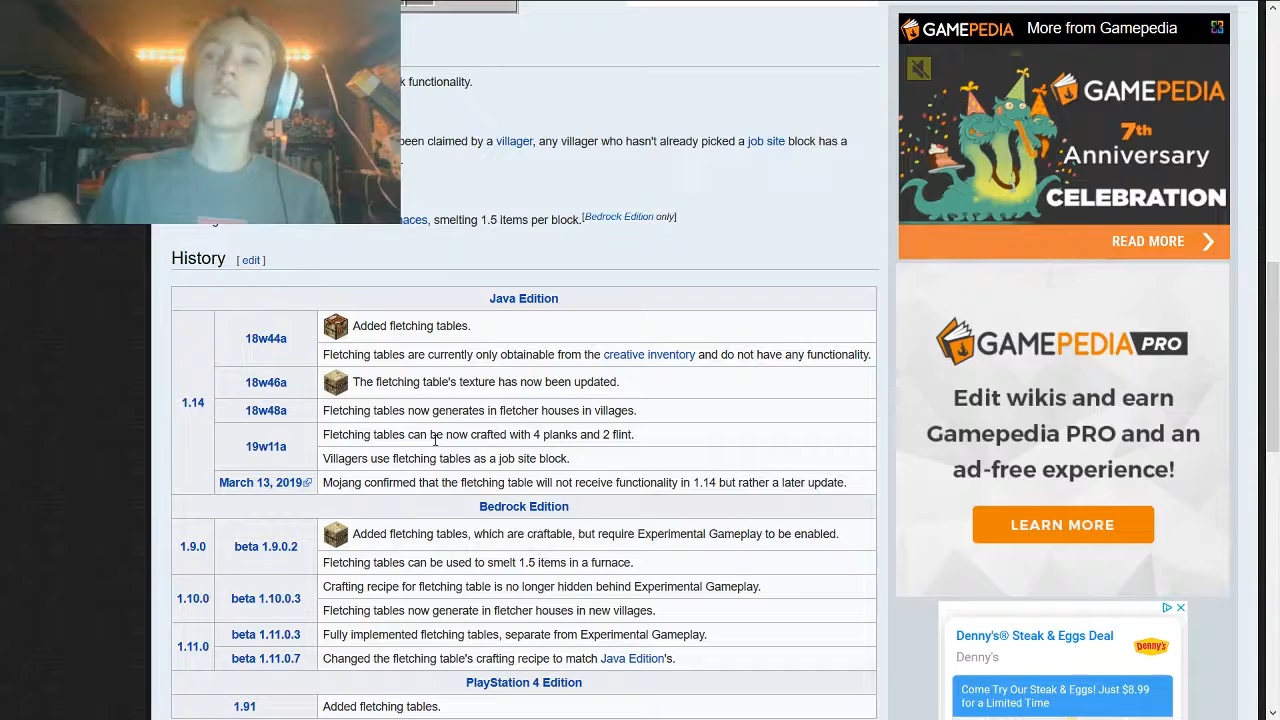 k functionality.
een claimed by a villager, any villager who hasn't already picked a job site block has a
naces, smelting 1.5 items per block.[Bedrock Edition only]
History [ edit ]
Java Edition
1.14
18w44a
Added fletching tables.
Fletching tables are currently only obtainable from the creative inventory and do not have any functionality.
18w46a
The fletching table's texture has now been updated.
18w48a
Fletching tables now generates in fletcher houses in villages.
19w11a
Fletching tables can be now crafted with 4 planks and 2 flint.
Villagers use fletching tables as a job site block.
March 13, 2019
Mojang confirmed that the fletching table will not receive functionality in 1.14 but rather a later update.
Bedrock Edition
1.9.0
beta 1.9.0.2
Added fletching tables, which are craftable, but require Experimental Gameplay to be enabled.
Fletching tables can be used to smelt 1.5 items in a furnace.
1.10.0
beta 1.10.0.3
Crafting recipe for fletching table is no longer hidden behind Experimental Gameplay.
Fletching tables now generate in fletcher houses in new villages.
1.11.0
beta 1.11.0.3
Fully implemented fletching tables, separate from Experimental Gameplay.
beta 1.11.0.7
Changed the fletching table's crafting recipe to match Java Edition's.
PlayStation 4 Edition
1.91
Added fletching tables.
GAMEPEDIA More from Gamepedia
GAMEPEDIA
7th
Anniversary
CELEBRATION
READ MORE
GAMEPEDIA PRO
Edit wikis and earn
Gamepedia PRO and an
ad-free experience!
LEARN MORE
Denny's® Steak & Eggs Deal
Denny's
Denny's
Come Try Our Steak & Eggs! Just $8.99
for a Limited Time